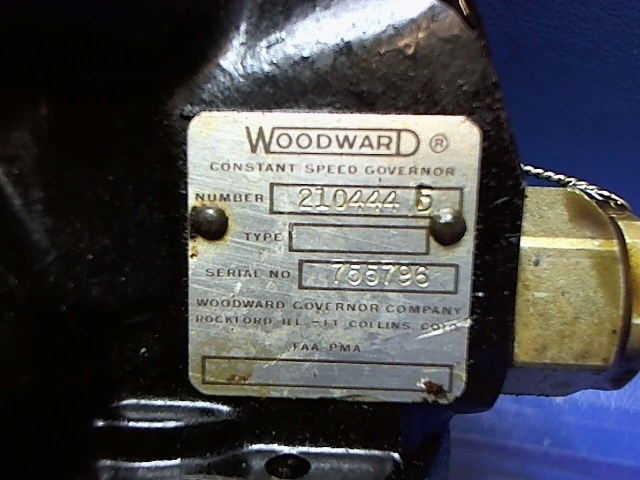 WOODWARD ®
CONSTANT SPEED GOVERNOR
NUMBER 210444
TYPE
SERIAL NO 755796
WOODWARD GOVERNOR COMPANY
ROCKFORD ILL - FT COLLINS COLO
FAA-PMA